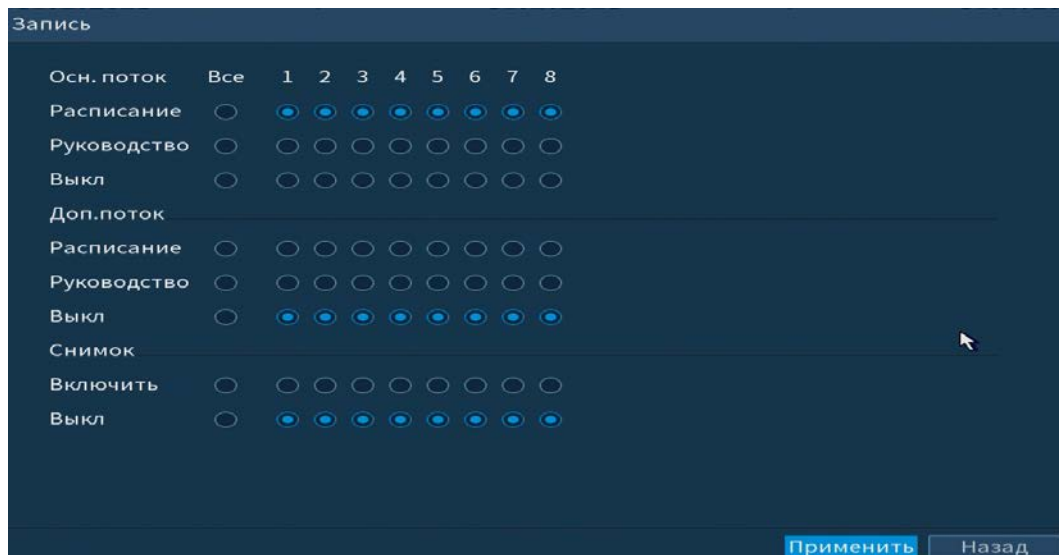 Запись
Осн. поток Все 1 2 3 4 5 6 7 8
Расписание
Руководство
Выкл
Доп.поток
Расписание
Руководство
Выкл
Снимок
Включить
Выкл
Применить Назад